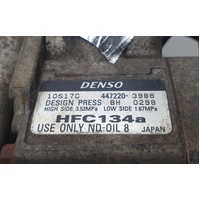 DENSO
10S17C 447220-3986
DESIGN PRESS 8H 0298
HIGH SIDE 3.53MPa LOW SIDE 1.67MPa
HFC134a
USE ONLY ND-OIL 8 JAPAN